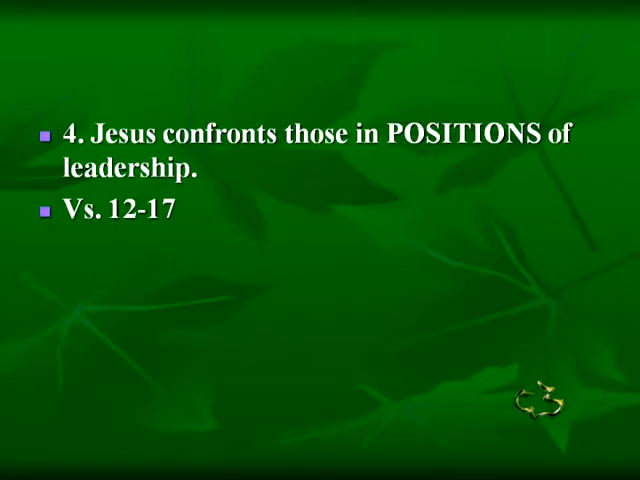 4. Jesus confronts those in POSITIONS of
leadership.
Vs. 12-17